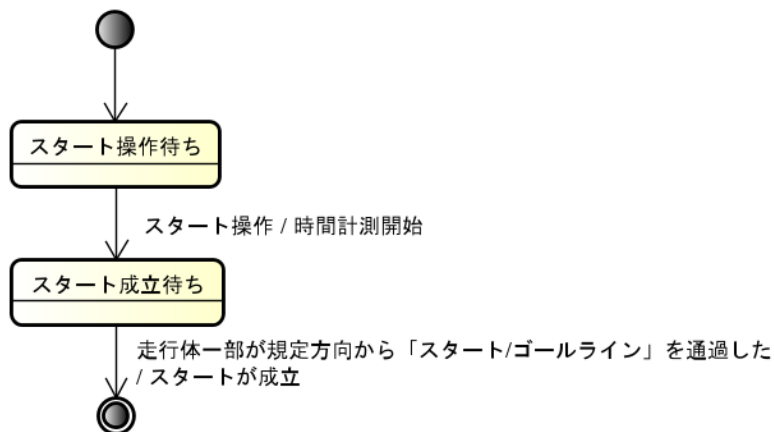 スタート操作待ち
スタート操作 / 時間計測開始
スタート成立待ち
走行体一部が規定方向から「スタート/ゴールライン」を通過した
/ スタートが成立